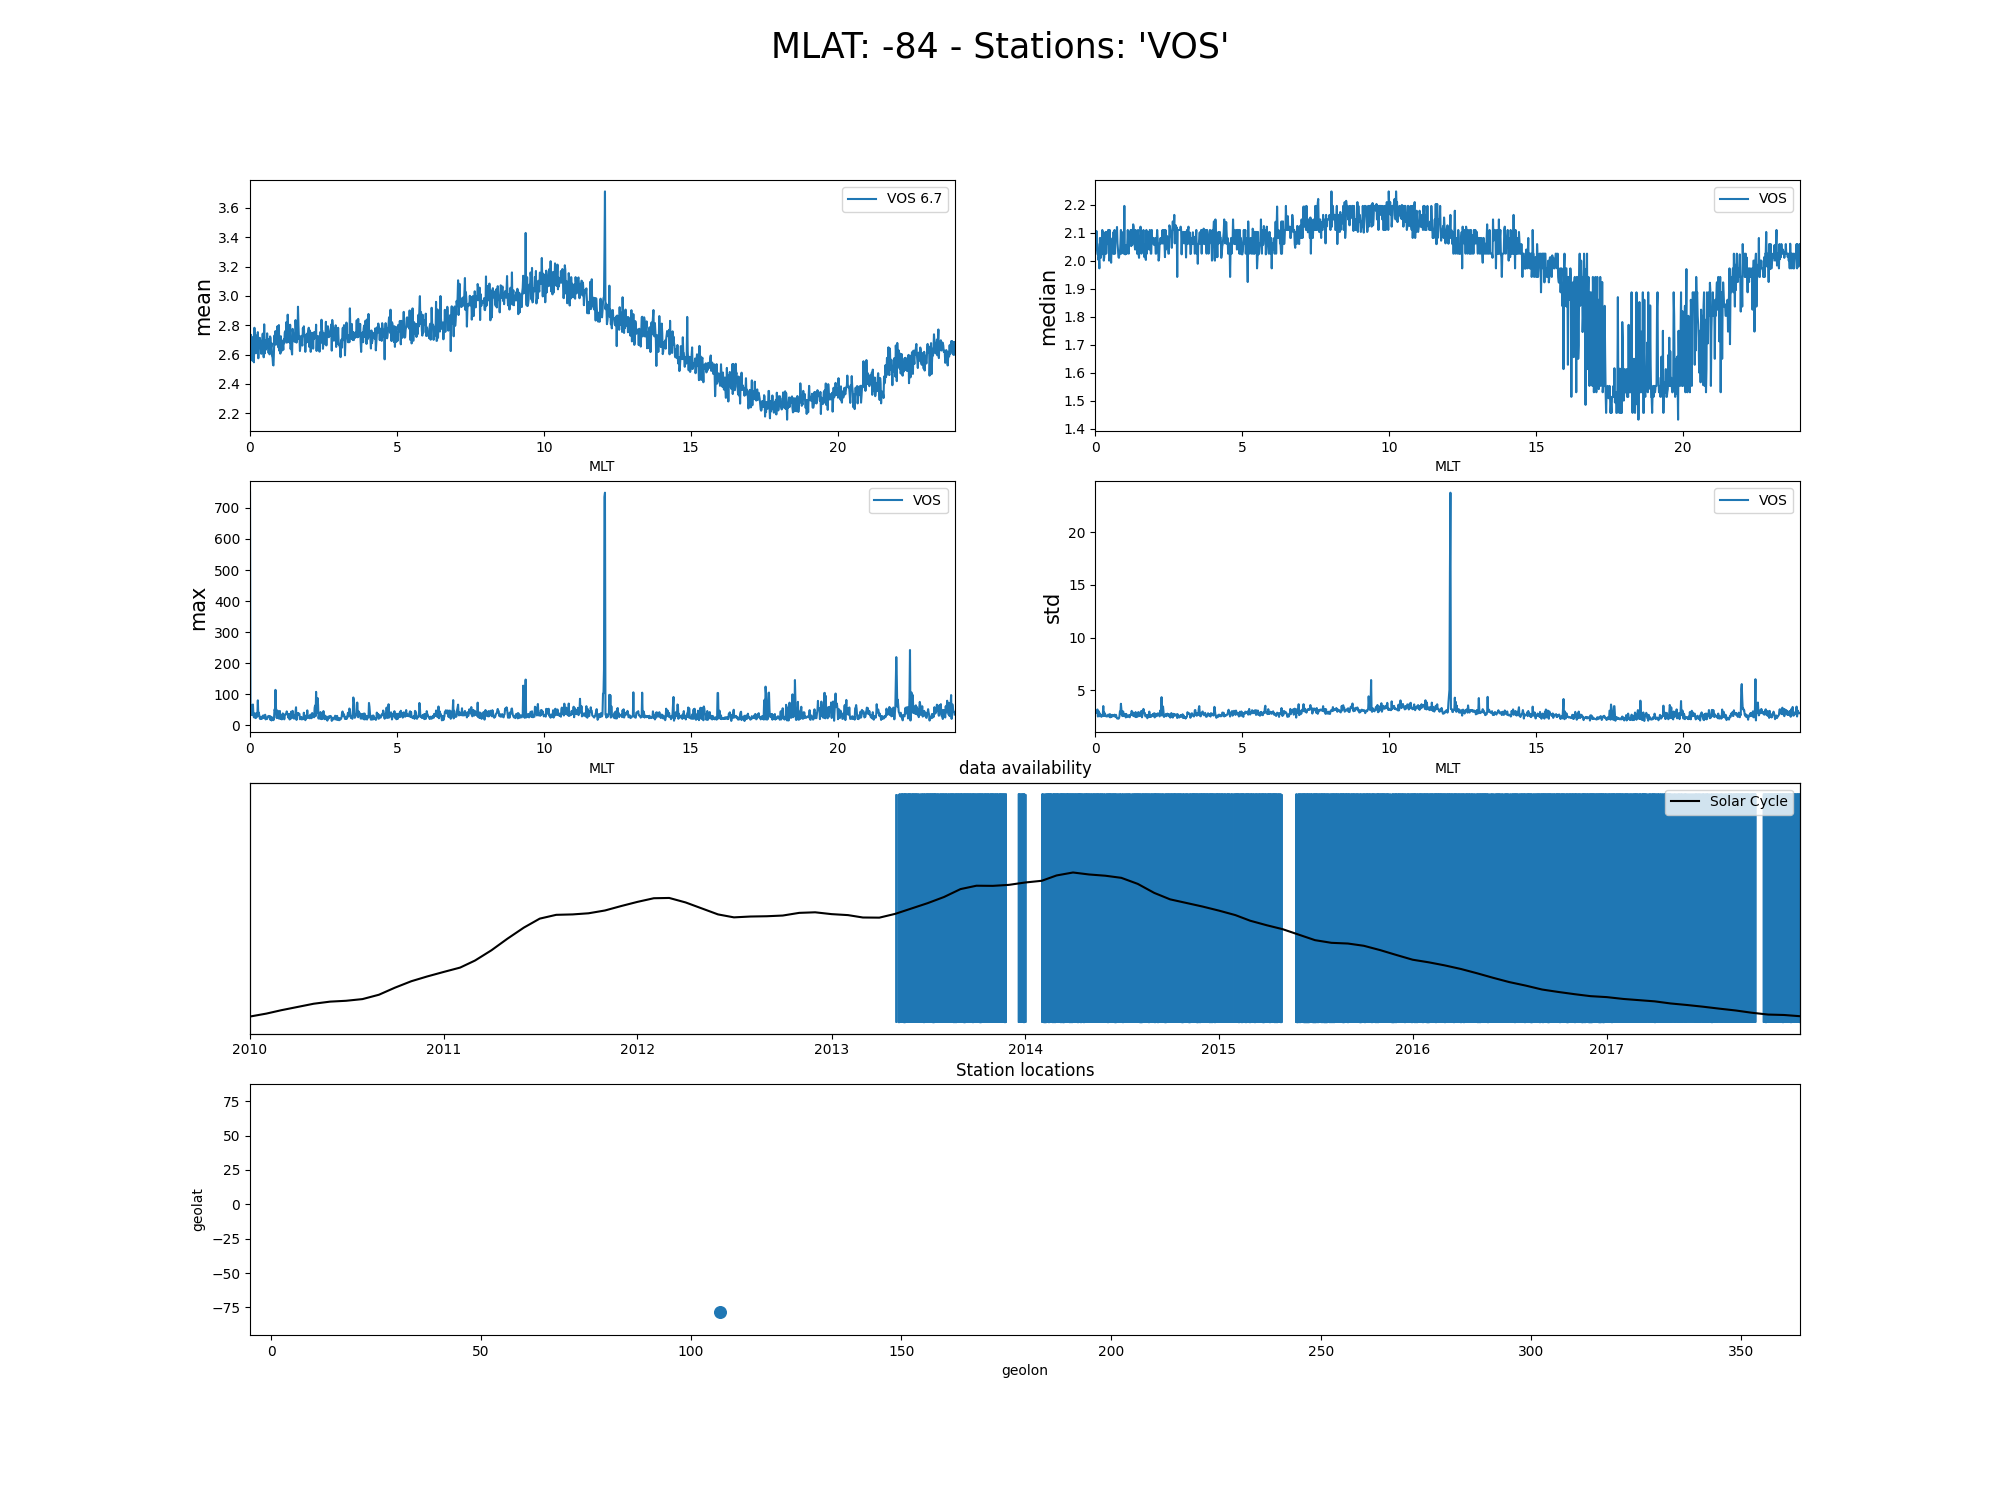 MLAT: -84 - Stations: 'VOS'
mean
3.6
3.4
3.2
3.0
2.8
2.6
2.4
2.2
VOS 6.7
0 5 10 15 20
MLT
median
2.2
2.1
2.0
1.9
1.8
1.7
1.6
1.5
1.4
VOS
0 5 10 15 20
MLT
max
700
600
500
400
300
200
100
0
VOS
0 5 10 15 20
MLT
std
20
15
10
5
VOS
0 5 10 15 20
MLT
data availability
Solar Cycle
2010 2011 2012 2013 2014 2015 2016 2017
Station locations
geolat
75
50
25
0
−25
−50
−75
0 50 100 150 200 250 300 350
geolon